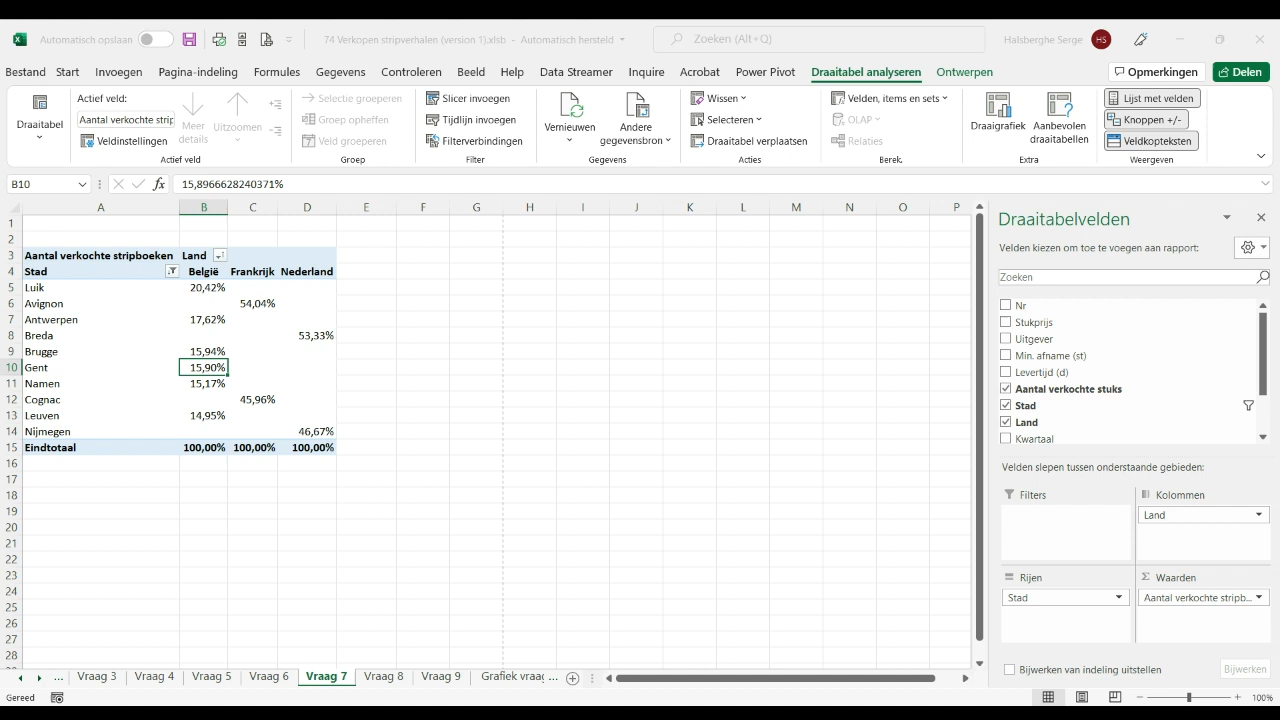 Automatisch opslaan
74 Verkopen stripverhalen (version 1).xlsb - Automatisch hersteld
Zoeken (Alt+Q)
Halsberghe Serge
HS
Bestand Start Invoegen Pagina-indeling Formules Gegevens Controleren Beeld Help Data Streamer Inquire Acrobat Power Pivot Draaitabel analyseren Ontwerpen
Opmerkingen
Delen
Draaitabel
Actief veld:
Aantal verkochte strip
Veldinstellingen
Meer details
Uitzoomen
Actief veld
Selectie groeperen
Groep opheffen
Veld groeperen
Groep
Slicer invoegen
Tijdlijn invoegen
Filterverbindingen
Filter
Vernieuwen
Andere gegevensbron
Gegevens
Wissen
Selecteren
Draaitabel verplaatsen
Acties
Velden, items en sets
OLAP
Relaties
Berek.
Draaigrafiek
Aanbevolen draaitabellen
Extra
Lijst met velden
Knoppen +/-
Veldkopteksten
Weergeven
B10
fx
15,8966628240371%
A B C D E F G H I J K L M N O P
1
2
3 Aantal verkochte stripboeken Land
4 Stad België Frankrijk Nederland
5 Luik 20,42%
6 Avignon 54,04%
7 Antwerpen 17,62%
8 Breda 53,33%
9 Brugge 15,94%
10 Gent 15,90%
11 Namen 15,17%
12 Cognac 45,96%
13 Leuven 14,95%
14 Nijmegen 46,67%
15 Eindtotaal 100,00% 100,00% 100,00%
16
17
18
19
20
21
22
23
24
25
26
27
28
Draaitabelvelden
Velden kiezen om toe te voegen aan rapport:
Zoeken
Nr
Stukprijs
Uitgever
Min. afname (st)
Levertijd (d)
Aantal verkochte stuks
Stad
Land
Kwartaal
Velden slepen tussen onderstaande gebieden:
Filters
Kolommen
Land
Rijen
Σ Waarden
Stad
Aantal verkochte stripb...
Bijwerken van indeling uitstellen
Bijwerken
... Vraag 3 Vraag 4 Vraag 5 Vraag 6 Vraag 7 Vraag 8 Vraag 9 Grafiek vraag ...
Gereed
100%